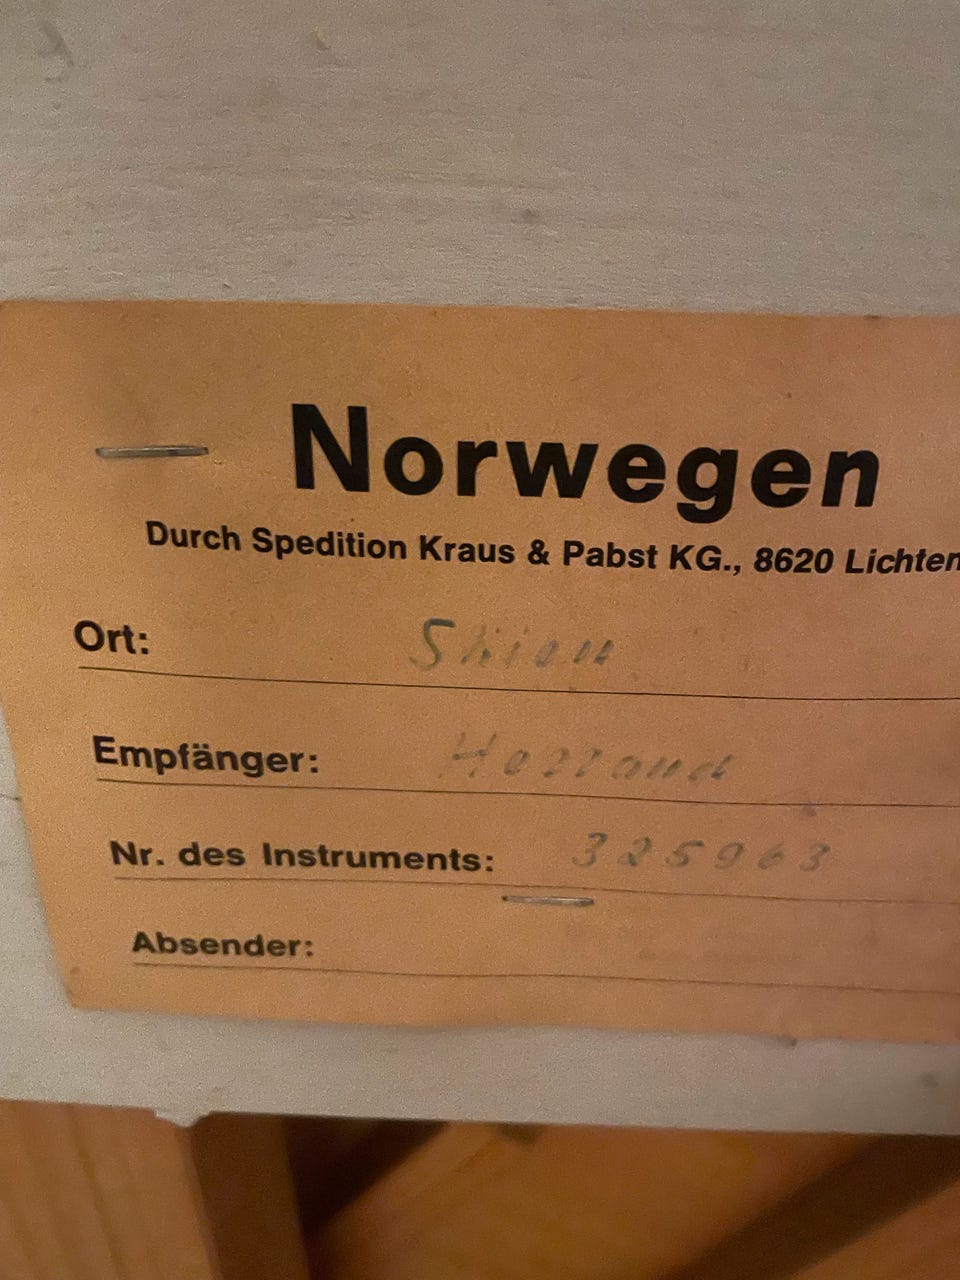 Norwegen
Durch Spedition Kraus & Pabst KG., 8620 Lichten
Ort: Skien
Empfänger: Holland
Nr. des Instruments: 325963
Absender: